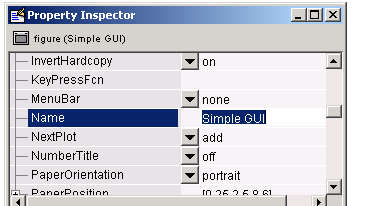 Property Inspector
figure (Simple GUI)
InvertHardcopy on
KeyPressFcn
MenuBar none
Name Simple GUI
NextPlot add
NumberTitle off
PaperOrientation portrait
PaperPosition [0.25 2.5 8 6]